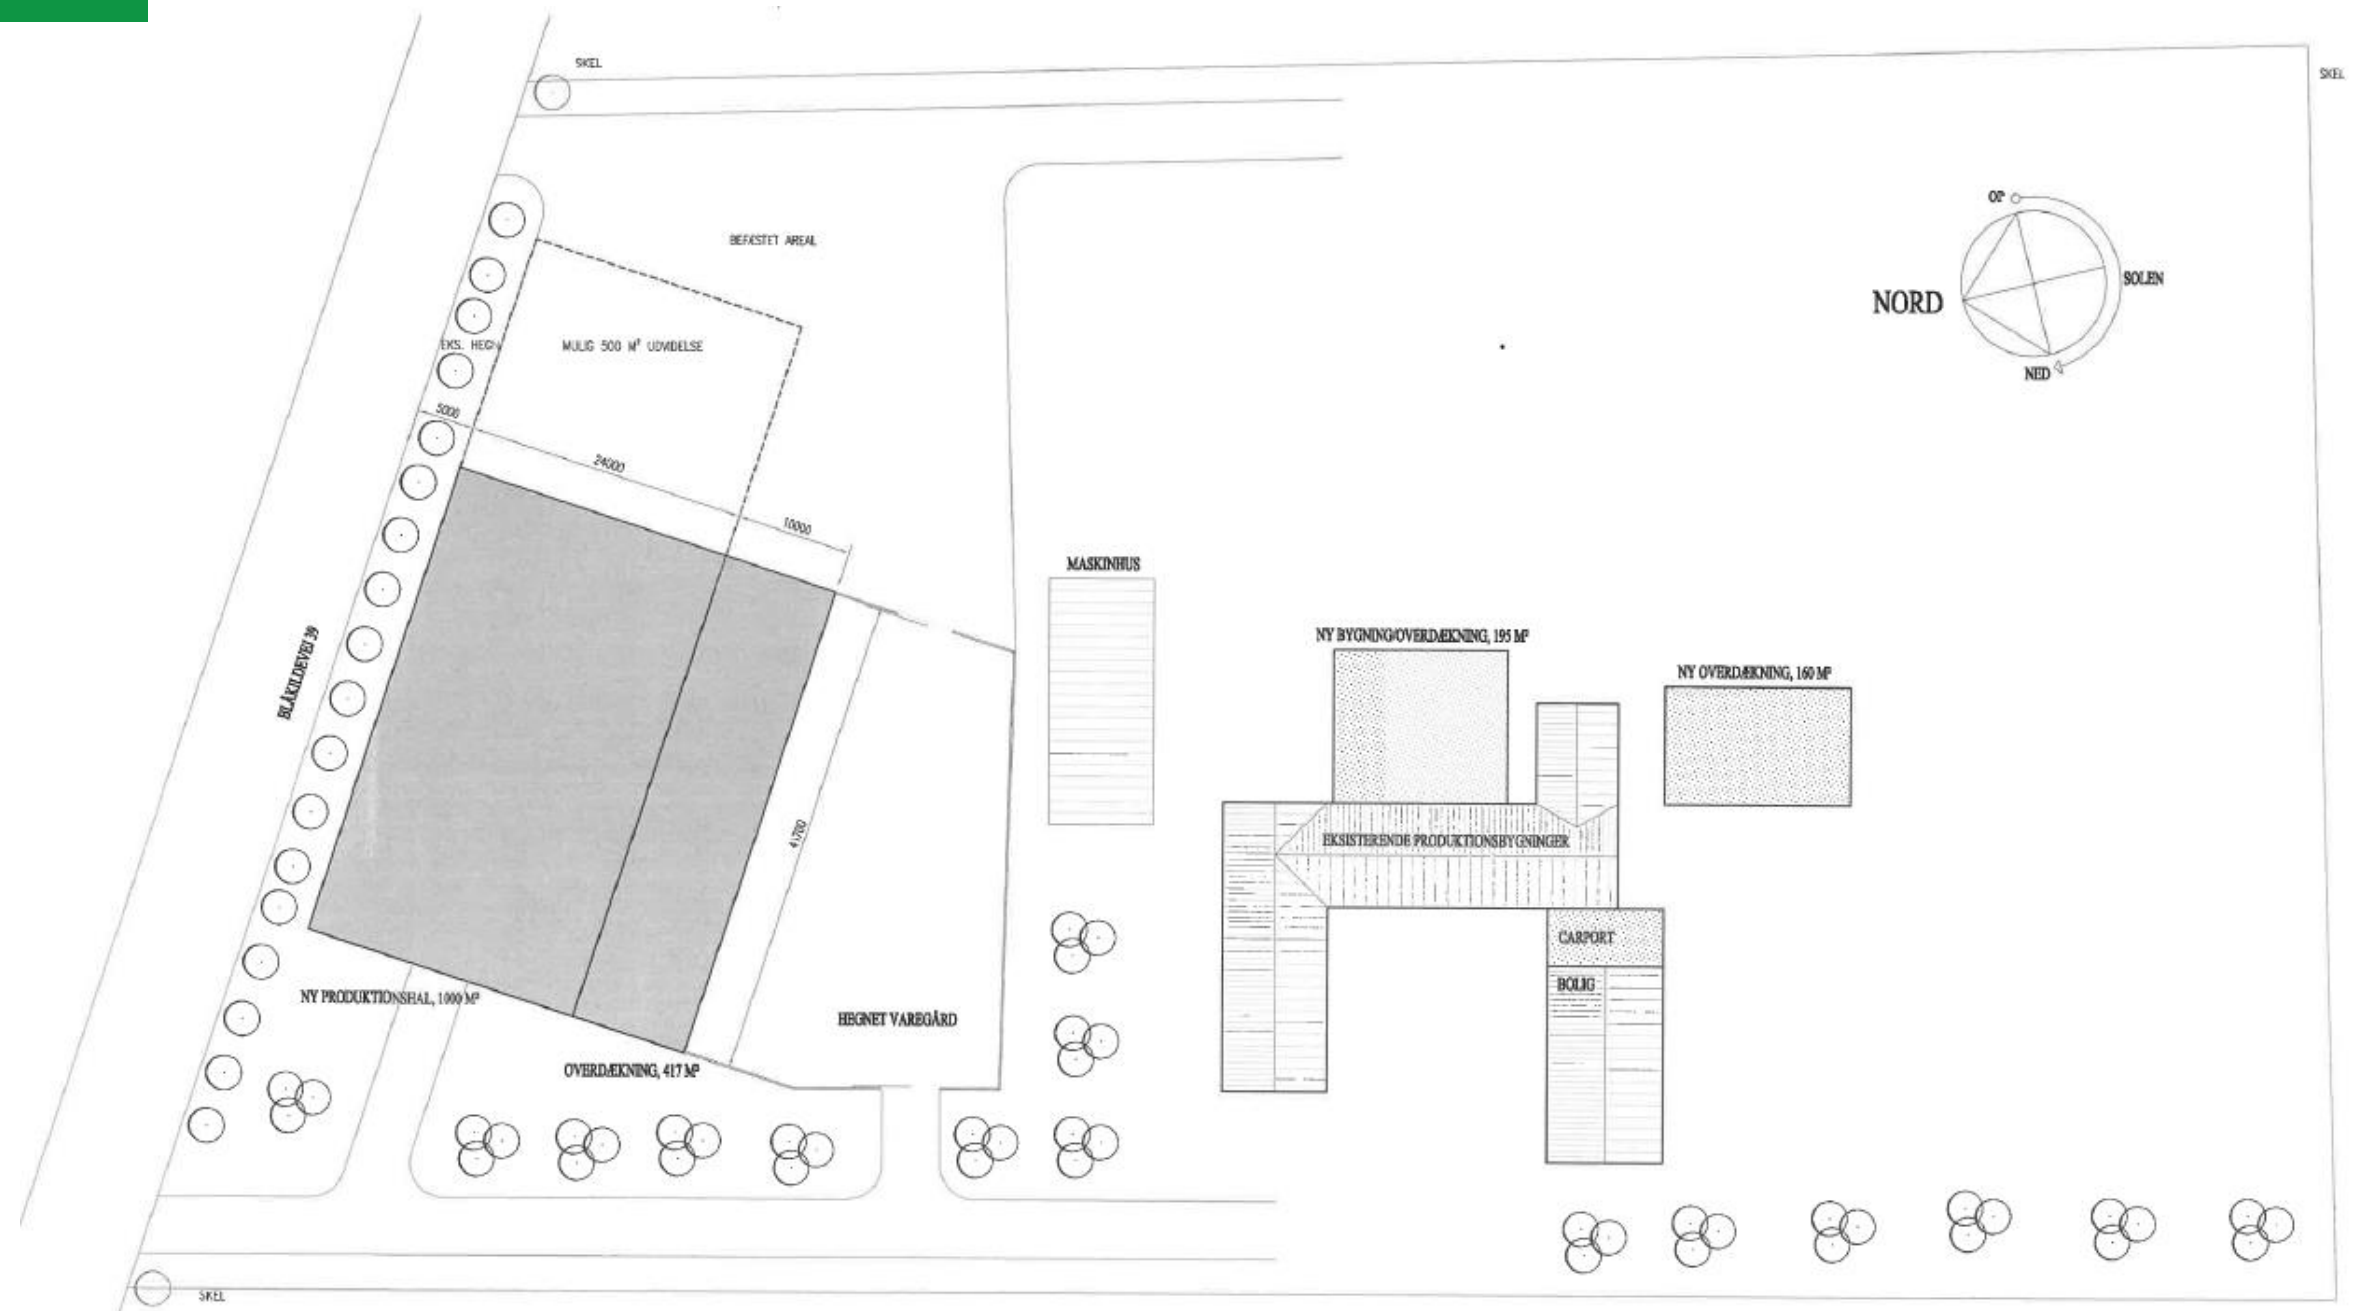 SKEL
SKEL
OP
BEFÆSTET AREAL
SOLEN
NORD
EKS. HEGN
MULIG 500 M² UDVIDELSE
NED
5000
24000
10000
MASKINHUS
BLÅKILDEVEJ 39
NY BYGNING/OVERDÆKNING, 195 M²
NY OVERDÆKNING, 160 M²
41700
EKSISTERENDE PRODUKTIONSBYGNINGER
CARPORT
BOLIG
NY PRODUKTIONSHAL, 1000 M²
HEGNET VAREGÅRD
OVERDÆKNING, 417 M²
SKEL